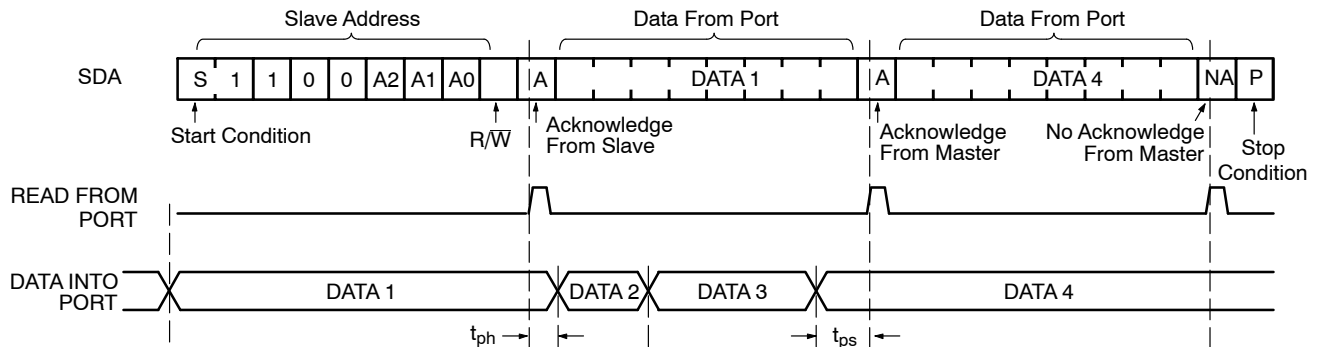 Slave Address
Data From Port
Data From Port
SDA
S 1 1 0 0 A2 A1 A0 A DATA 1 A DATA 4 NA P
Start Condition
R/W̅
Acknowledge
From Slave
Acknowledge
From Master
No Acknowledge
From Master
Stop
Condition
READ FROM
PORT
DATA INTO
PORT
DATA 1 DATA 2 DATA 3 DATA 4
tph
tps